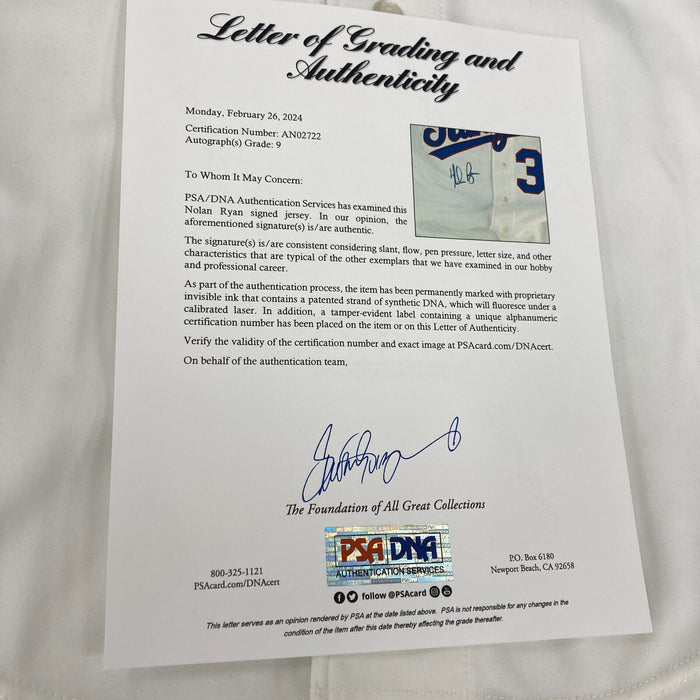 Letter of Grading and
Authenticity
Monday, February 26, 2024
Certification Number: AN02722
Autograph(s) Grade: 9
3
To Whom It May Concern:
PSA/DNA Authentication Services has examined this
Nolan Ryan signed jersey. In our opinion, the
aforementioned signature(s) is/are authentic.
The signature(s) is/are consistent considering slant, flow, pen pressure, letter size, and other
characteristics that are typical of the other exemplars that we have examined in our hobby
and professional career.
As part of the authentication process, the item has been permanently marked with proprietary
invisible ink that contains a patented strand of synthetic DNA, which will fluoresce under a
calibrated laser. In addition, a tamper-evident label containing a unique alphanumeric
certification number has been placed on the item or on this Letter of Authenticity.
Verify the validity of the certification number and exact image at PSAcard.com/DNAcert.
On behalf of the authentication team,
The Foundation of All Great Collections
PSA DNA
AUTHENTICATION SERVICES
800-325-1121
PSAcard.com/DNAcert
P.O. Box 6180
Newport Beach, CA 92658
follow @PSAcard
This letter serves as an opinion rendered by PSA at the date listed above. PSA is not responsible for any changes in the
condition of the item after this date thereby affecting the grade thereafter.